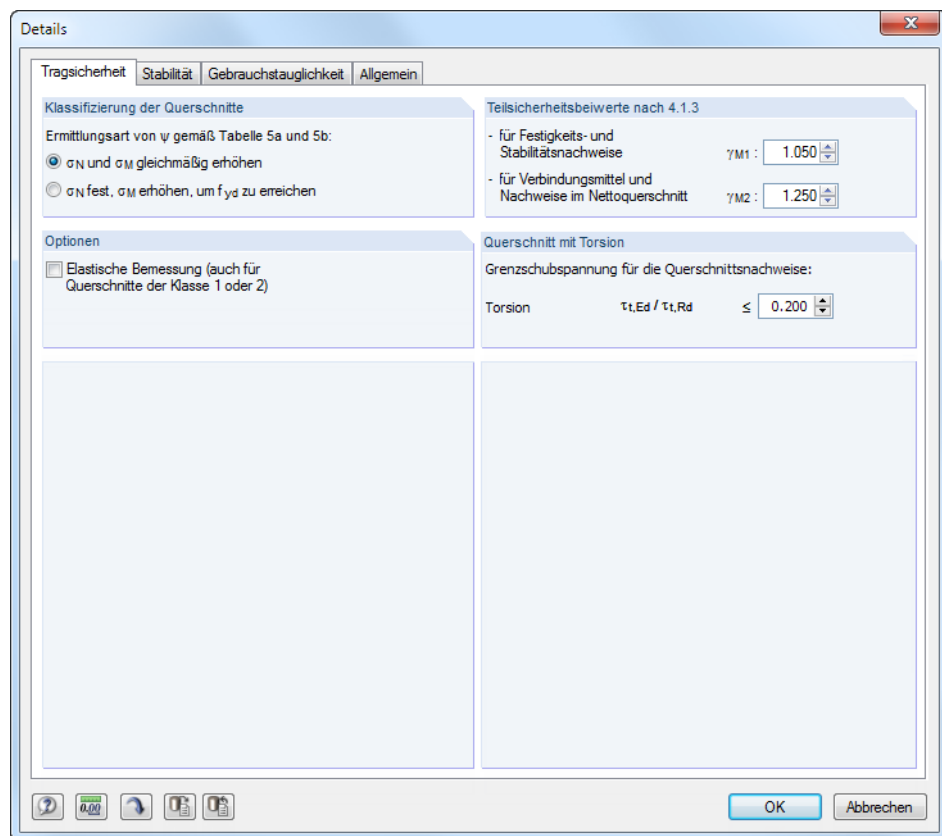 Details
Tragsicherheit Stabilität Gebrauchstauglichkeit Allgemein
Klassifizierung der Querschnitte
Ermittlungsart von ψ gemäß Tabelle 5a und 5b:
σN und σM gleichmäßig erhöhen
σN fest, σM erhöhen, um fyd zu erreichen
Teilsicherheitsbeiwerte nach 4.1.3
- für Festigkeits- und
Stabilitätsnachweise γM1 : 1.050
- für Verbindungsmittel und
Nachweise im Nettoquerschnitt γM2 : 1.250
Optionen
Elastische Bemessung (auch für
Querschnitte der Klasse 1 oder 2)
Querschnitt mit Torsion
Grenzschubspannung für die Querschnittsnachweise:
Torsion τt,Ed / τt,Rd ≤ 0.200
0.00
OK Abbrechen